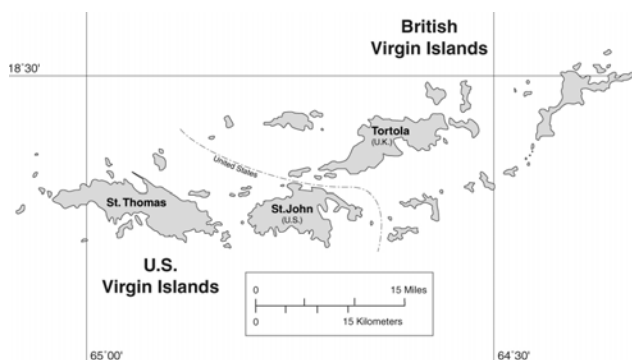 British
Virgin Islands
18°30'
Tortola
(U.K.)
United States
St. Thomas
St. John
(U.S.)
U.S.
Virgin Islands
0 15 Miles
0 15 Kilometers
65°00' 64°30'